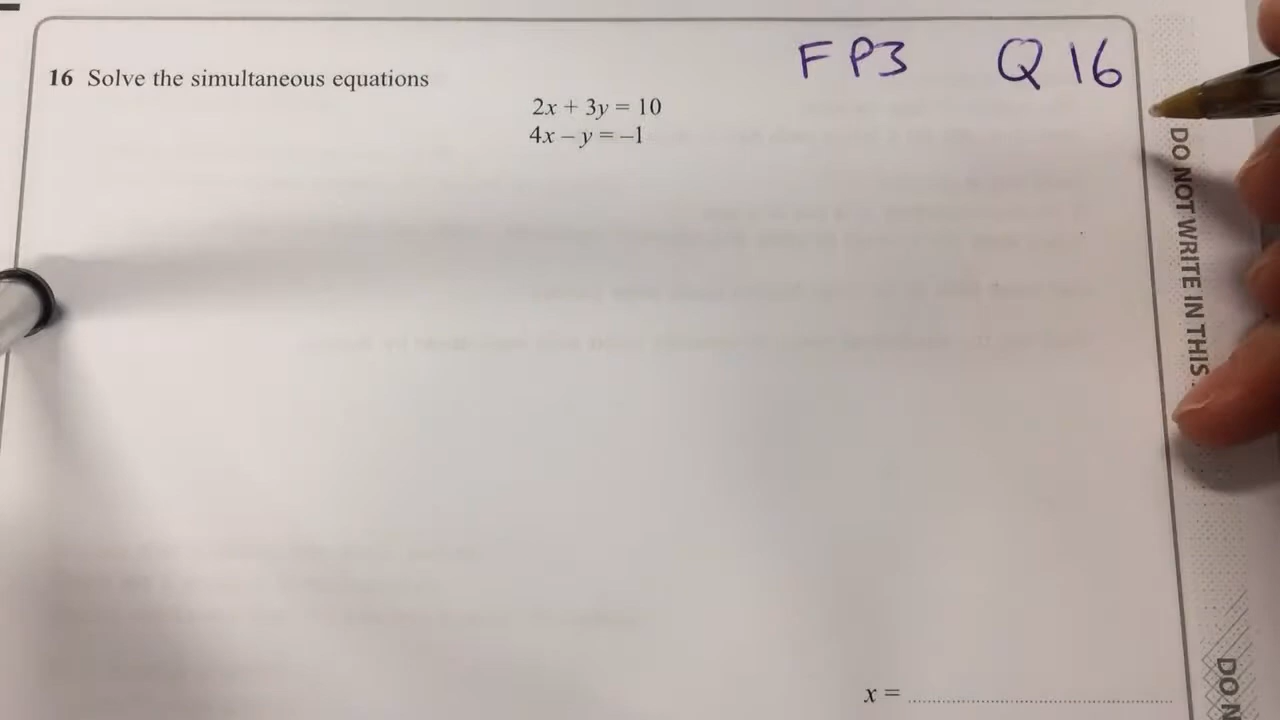 FP3 Q16
16 Solve the simultaneous equations
2x + 3y = 10
4x – y = –1
DO NOT WRITE IN THIS
x =
DO N